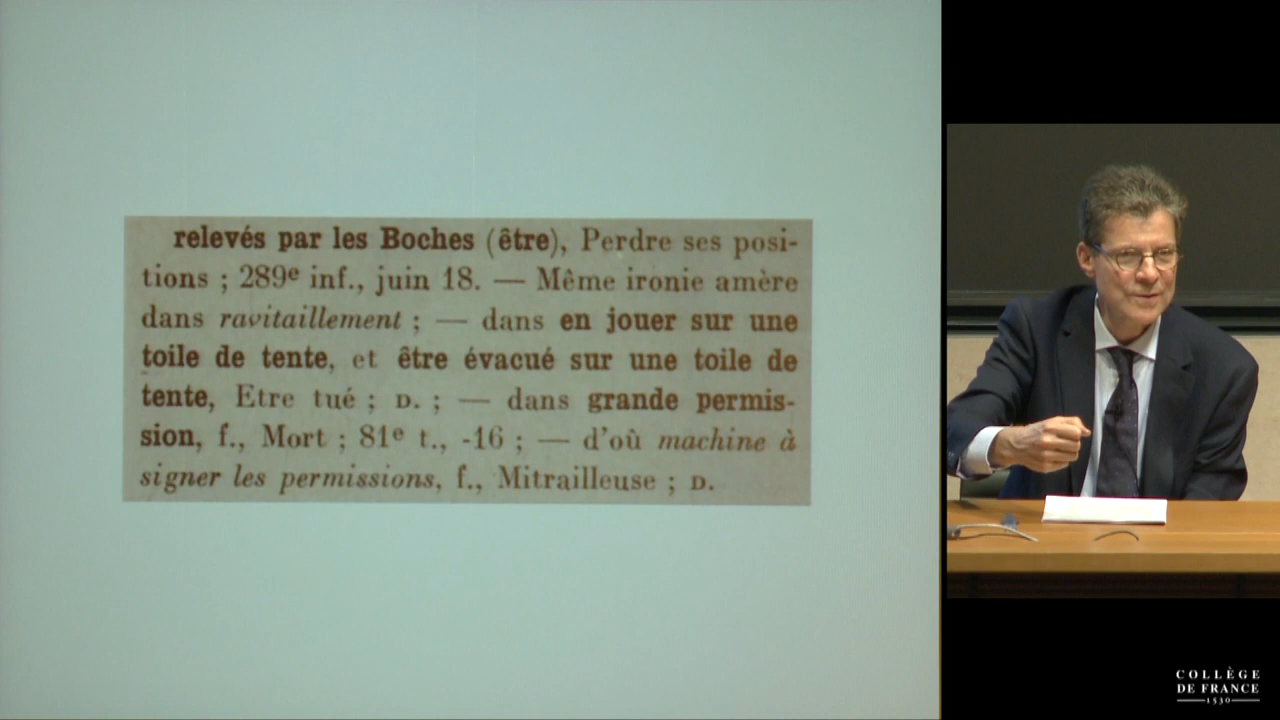 relevés par les Boches (être), Perdre ses posi-
tions ; 289e inf., juin 18. — Même ironie amère
dans ravitaillement ; — dans en jouer sur une
toile de tente, et être évacué sur une toile de
tente, Etre tué ; D. ; — dans grande permis-
sion, f., Mort ; 81e t., -16 ; — d'où machine à
signer les permissions, f., Mitrailleuse ; D.
COLLÈGE
DE FRANCE
1530